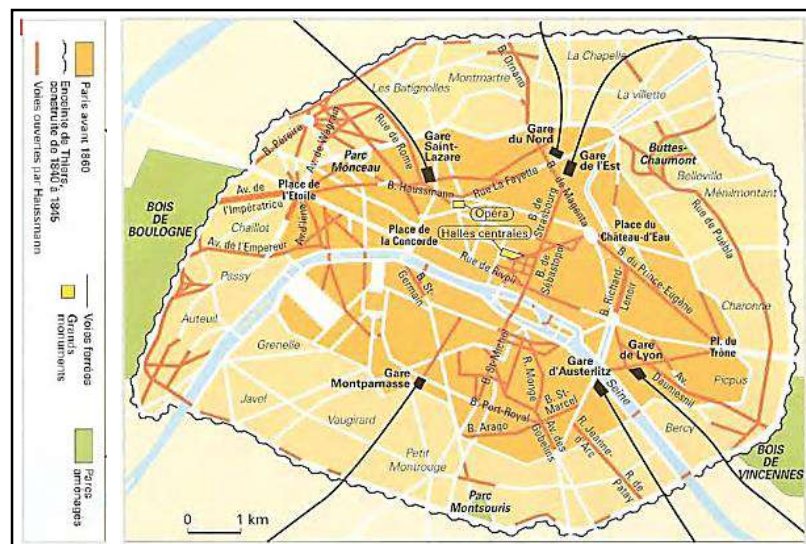 Paris avant 1860
Enceinte de Thiers
construite de 1840 à
1845
Voies ouvertes par Haussmann
Voies ferrées
Grands
monuments
Parcs
aménagés
La Chapelle
B. Ornano
Montmartre
Les Batignolles
La villette
B. Pereire
Av. de Wagram
Rue de Rome
Gare
Saint-
Lazare
Gare
du Nord
Gare
de l'Est
Buttes-
Chaumont
Parc
Monceau
Belleville
Ménilmontant
Place de
l'Etoile
B. Haussmann
Rue La Fayette
B. de
Strasbourg
B. de Magenta
Av. de
l'Impératrice
Opéra
BOIS
DE
BOULOGNE
Chaillot
Av. d'Iéna
Place de
la Concorde
Halles centrales
Place du
Château-d'Eau
Rue de Puebla
Av. de l'Empereur
Rue de Rivoli
B. de
Sébastopol
B. du Prince-Eugène
Passy
B. St-
Germain
B. Richard-
Lenoir
Charonne
Auteuil
Grenelle
B. St-Michel
R. Monge
Gare
d'Austerlitz
Gare
de Lyon
Pl. du
Trône
Gare
Montparnasse
Seine
Av.
Daumesnil
Picpus
Javel
B. St-
Marcel
B. Port-Royal
Vaugirard
B. Arago
Av. des
Gobelins
R. Jeanne-
d'Arc
Bercy
BOIS
DE
VINCENNES
Petit
Montrouge
R. de
Patay
Parc
Montsouris
0 1 km